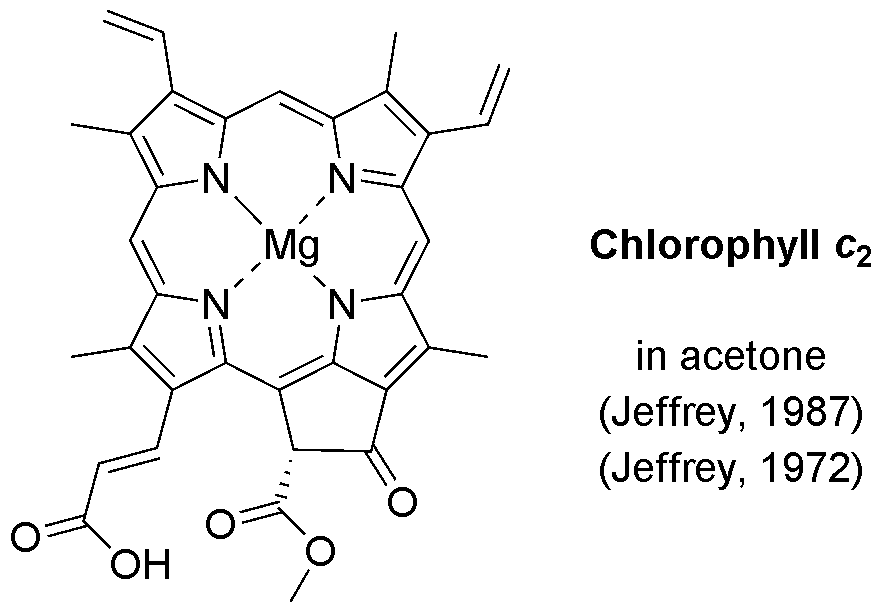 N
N
Mg
Chlorophyll c2
N
N
in acetone
(Jeffrey, 1987)
(Jeffrey, 1972)
O
O
O
O
OH